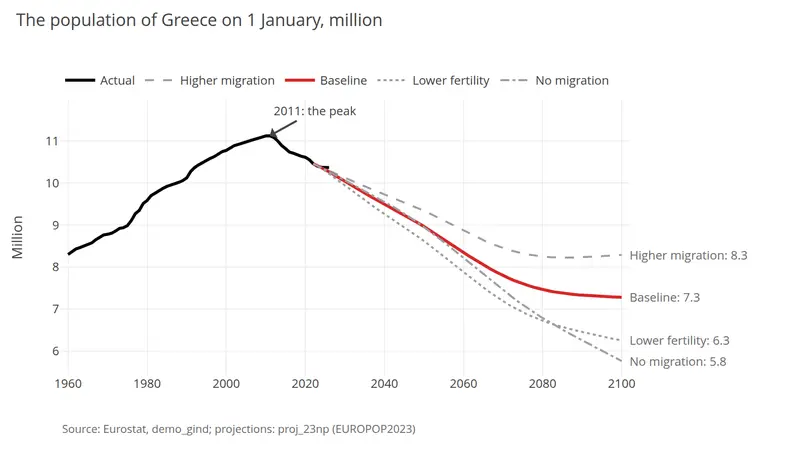 The population of Greece on 1 January, million
Actual Higher migration Baseline Lower fertility No migration
2011: the peak
Million
11
10
9
8
7
6
Higher migration: 8.3
Baseline: 7.3
Lower fertility: 6.3
No migration: 5.8
1960 1980 2000 2020 2040 2060 2080 2100
Source: Eurostat, demo_gind; projections: proj_23np (EUROPOP2023)